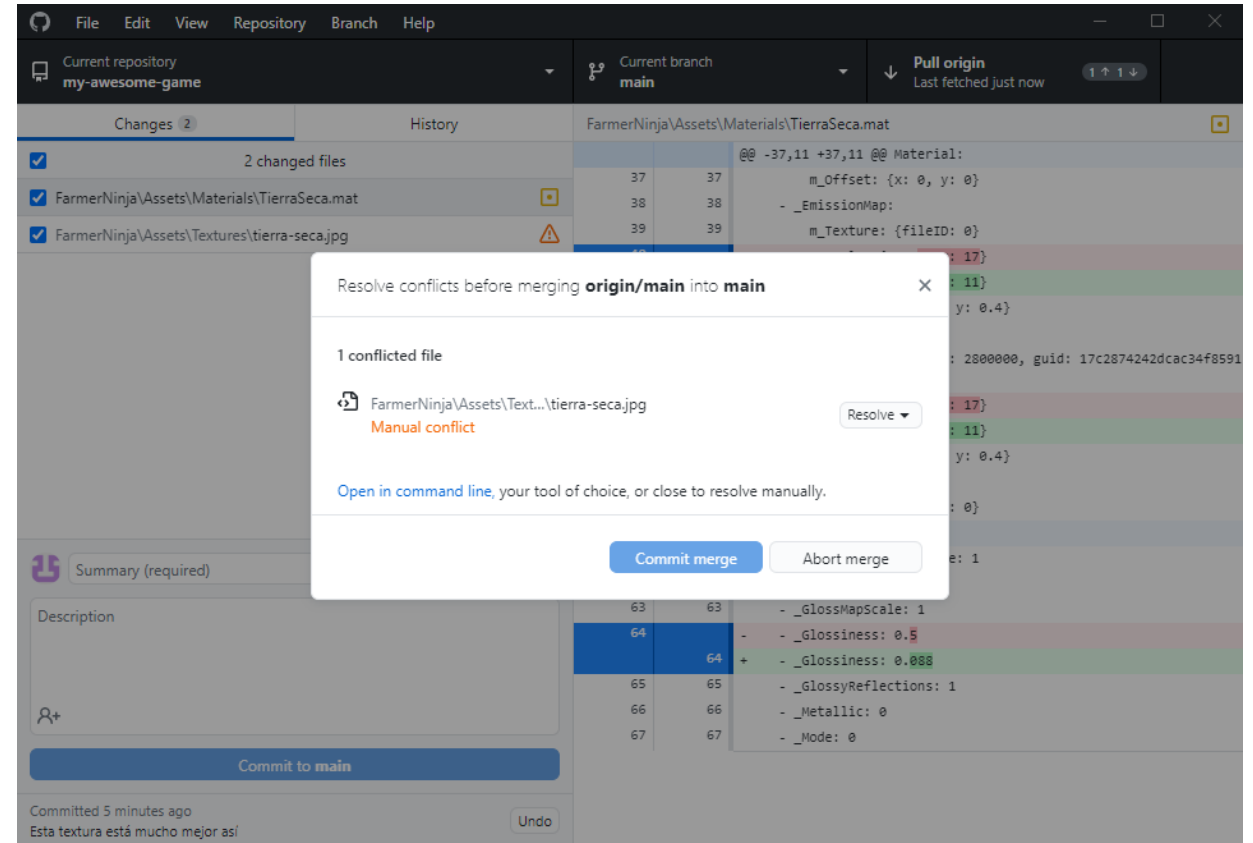 File Edit View Repository Branch Help
Current repository
my-awesome-game
Current branch
main
Pull origin
Last fetched just now
1 ↑ 1 ↓
Changes 2
History
FarmerNinja\Assets\Materials\TierraSeca.mat
2 changed files
FarmerNinja\Assets\Materials\TierraSeca.mat
FarmerNinja\Assets\Textures\tierra-seca.jpg
@@ -37,11 +37,11 @@ Material:
37 37 m_Offset: {x: 0, y: 0}
38 38 - _EmissionMap:
39 39 m_Texture: {fileID: 0}
: 17}
: 11}
y: 0.4}
: 2800000, guid: 17c2874242dcac34f8591
: 17}
: 11}
y: 0.4}
: 0}
e: 1
63 63 - _GlossMapScale: 1
64 - - _Glossiness: 0.5
64 + - _Glossiness: 0.088
65 65 - _GlossyReflections: 1
66 66 - _Metallic: 0
67 67 - _Mode: 0
Resolve conflicts before merging origin/main into main
1 conflicted file
FarmerNinja\Assets\Text...\tierra-seca.jpg
Manual conflict
Resolve
Open in command line, your tool of choice, or close to resolve manually.
Commit merge
Abort merge
Summary (required)
Description
Commit to main
Committed 5 minutes ago
Esta textura está mucho mejor así
Undo